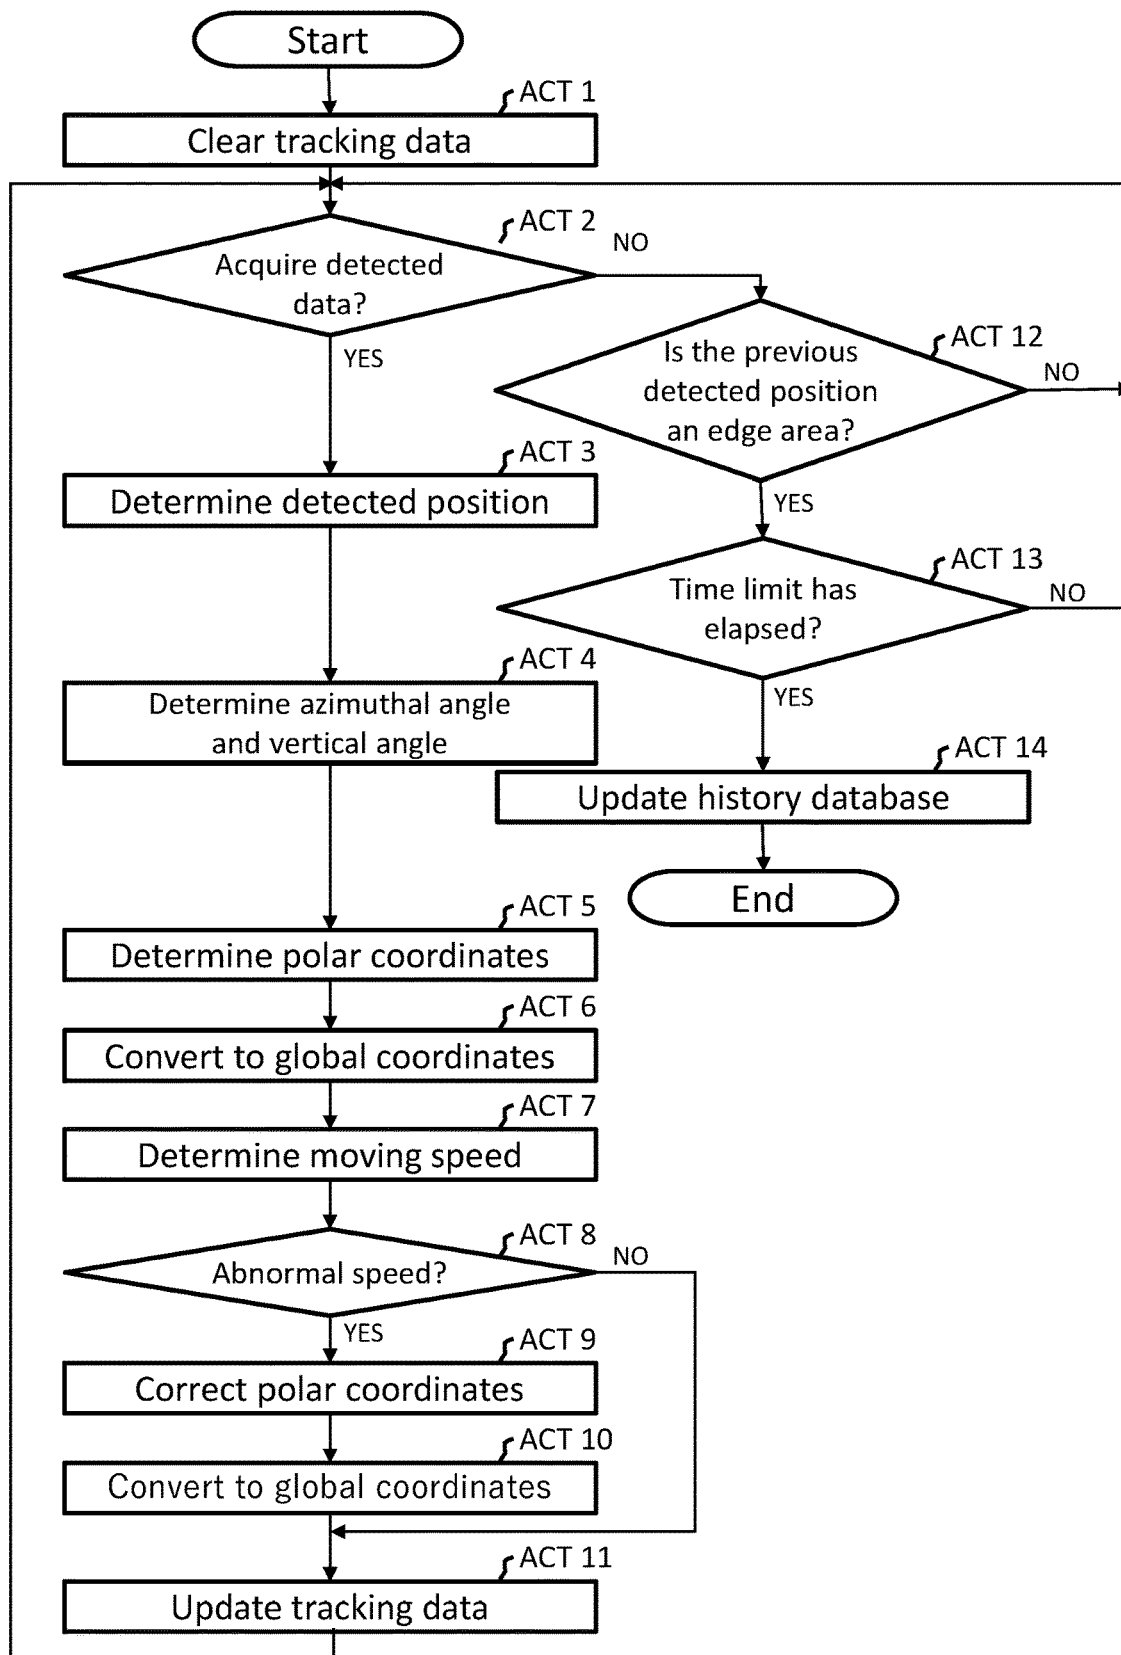 Start
ACT 1
Clear tracking data
ACT 2
Acquire detected
data?
NO
YES
ACT 12
Is the previous
detected position
an edge area?
NO
YES
ACT 3
Determine detected position
ACT 13
Time limit has
elapsed?
NO
YES
ACT 4
Determine azimuthal angle
and vertical angle
ACT 14
Update history database
End
ACT 5
Determine polar coordinates
ACT 6
Convert to global coordinates
ACT 7
Determine moving speed
ACT 8
Abnormal speed?
NO
YES
ACT 9
Correct polar coordinates
ACT 10
Convert to global coordinates
ACT 11
Update tracking data